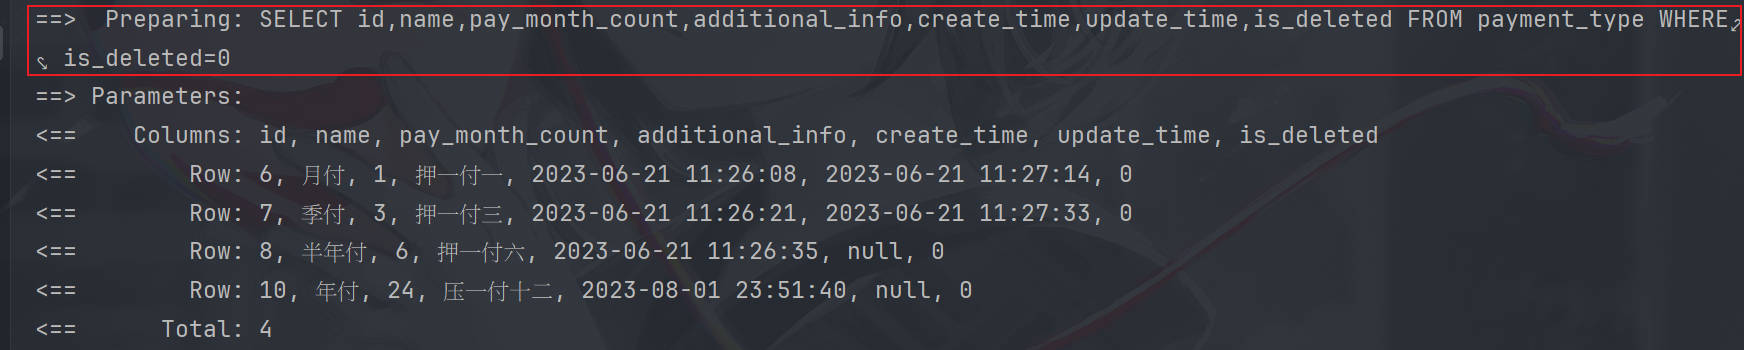 ==>  Preparing: SELECT id,name,pay_month_count,additional_info,create_time,update_time,is_deleted FROM payment_type WHERE
is_deleted=0
==> Parameters:
<==    Columns: id, name, pay_month_count, additional_info, create_time, update_time, is_deleted
<==        Row: 6, 月付, 1, 押一付一, 2023-06-21 11:26:08, 2023-06-21 11:27:14, 0
<==        Row: 7, 季付, 3, 押一付三, 2023-06-21 11:26:21, 2023-06-21 11:27:33, 0
<==        Row: 8, 半年付, 6, 押一付六, 2023-06-21 11:26:35, null, 0
<==        Row: 10, 年付, 24, 压一付十二, 2023-08-01 23:51:40, null, 0
<==      Total: 4